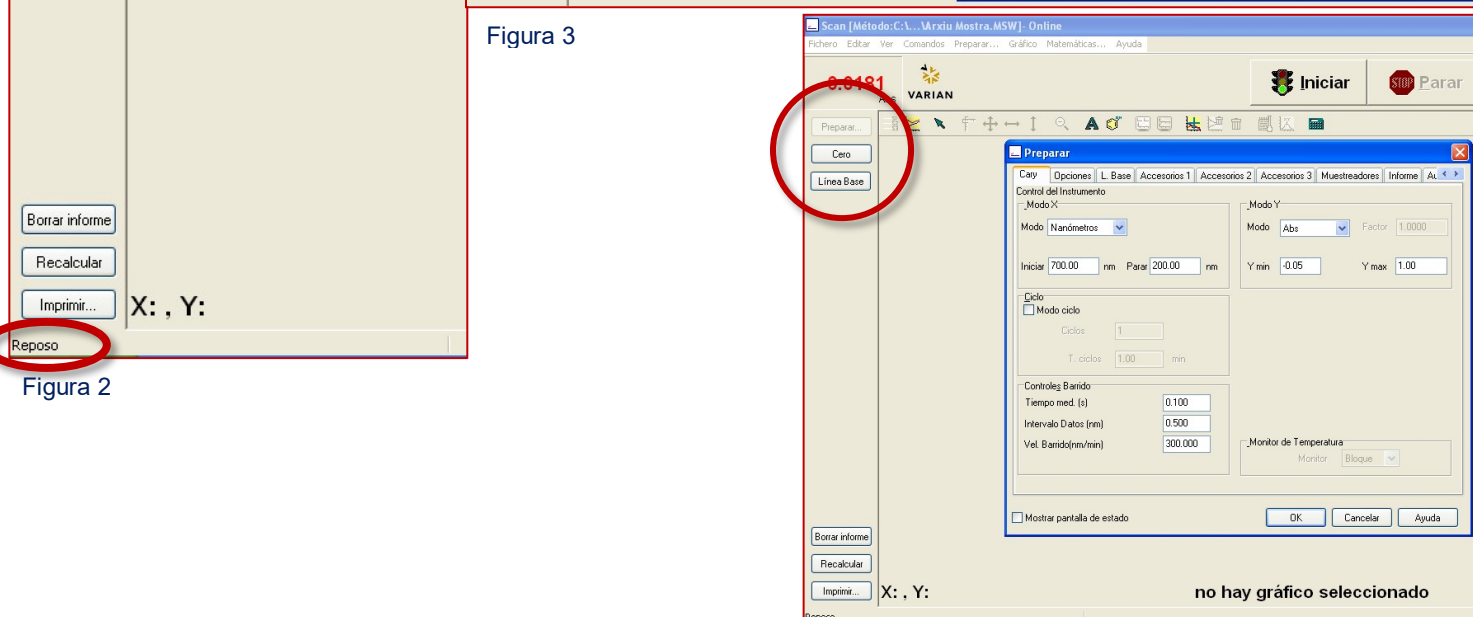 Figura 3
Borrar informe
Recalcular
Imprimir...
X: , Y:
Reposo
Figura 2
Scan [Método:C:\...\Arxiu Mostra.MSW]- Online
Fichero Editar Ver Comandos Preparar... Gráfico Matemáticas... Ayuda
0.0181
Abs
VARIAN
Iniciar
STOP Parar
Preparar...
Cero
Línea Base
Preparar
Cary Opciones L. Base Accesorios 1 Accesorios 2 Accesorios 3 Muestreadores Informe
Control del Instrumento
Modo X
Modo Nanómetros
Iniciar 700.00 nm Parar 200.00 nm
Modo Y
Modo Abs Factor 1.0000
Y min -0.05 Y max 1.00
Ciclo
Modo ciclo
Ciclos 1
T. ciclos 1.00 min
Controles Barrido
Tiempo med. (s) 0.100
Intervalo Datos (nm) 0.500
Vel. Barrido(nm/min) 300.000
Monitor de Temperatura
Monitor Bloque
Mostrar pantalla de estado
OK Cancelar Ayuda
Borrar informe
Recalcular
Imprimir...
X: , Y:
no hay gráfico seleccionado
Reposo